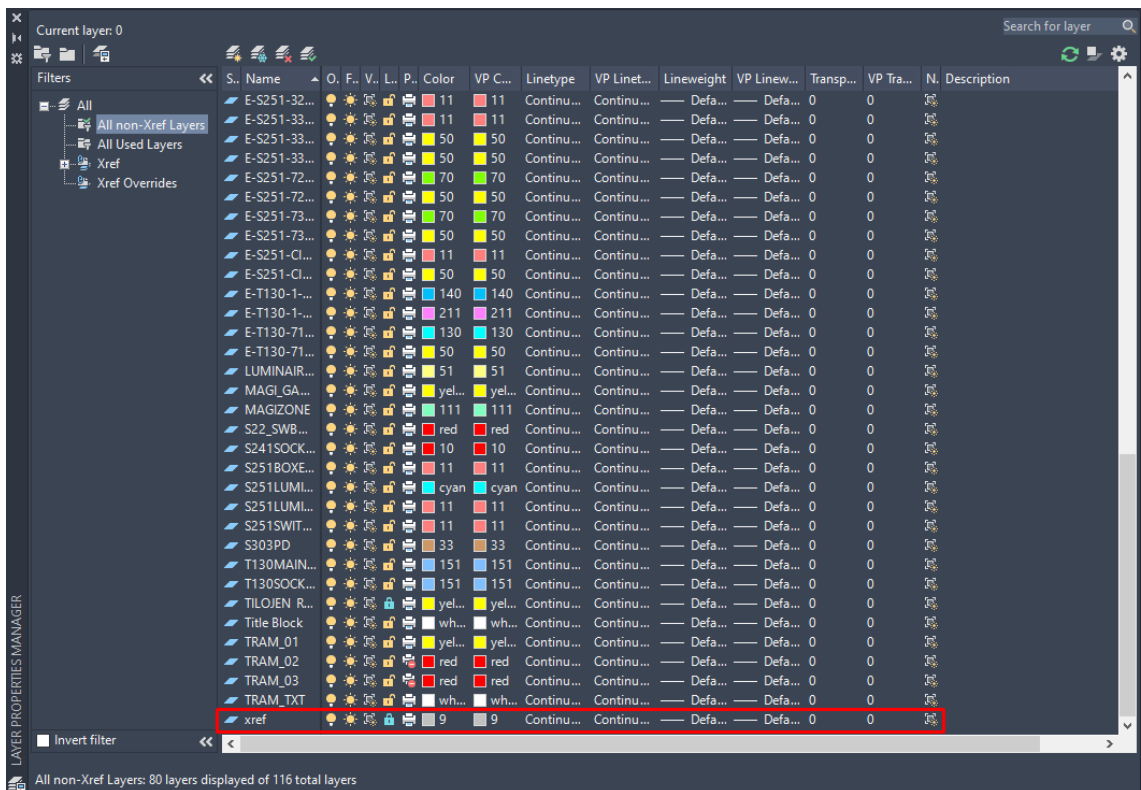 Current layer: 0
Search for layer
Filters
S.. Name O. F.. V.. L.. P.. Color VP C... Linetype VP Linet... Lineweight VP Linew... Transp... VP Tra... N. Description
All
All non-Xref Layers
All Used Layers
Xref
Xref Overrides
E-S251-32... 11 11 Continu... Continu... Defa... Defa... 0 0
E-S251-33... 11 11 Continu... Continu... Defa... Defa... 0 0
E-S251-33... 50 50 Continu... Continu... Defa... Defa... 0 0
E-S251-33... 50 50 Continu... Continu... Defa... Defa... 0 0
E-S251-72... 70 70 Continu... Continu... Defa... Defa... 0 0
E-S251-72... 50 50 Continu... Continu... Defa... Defa... 0 0
E-S251-73... 70 70 Continu... Continu... Defa... Defa... 0 0
E-S251-73... 50 50 Continu... Continu... Defa... Defa... 0 0
E-S251-Cl... 11 11 Continu... Continu... Defa... Defa... 0 0
E-S251-Cl... 50 50 Continu... Continu... Defa... Defa... 0 0
E-T130-1-... 140 140 Continu... Continu... Defa... Defa... 0 0
E-T130-1-... 211 211 Continu... Continu... Defa... Defa... 0 0
E-T130-71... 130 130 Continu... Continu... Defa... Defa... 0 0
E-T130-71... 50 50 Continu... Continu... Defa... Defa... 0 0
LUMINAIR... 51 51 Continu... Continu... Defa... Defa... 0 0
MAGI_GA... yel... yel... Continu... Continu... Defa... Defa... 0 0
MAGIZONE 111 111 Continu... Continu... Defa... Defa... 0 0
S22_SWB... red red Continu... Continu... Defa... Defa... 0 0
S241SOCK... 10 10 Continu... Continu... Defa... Defa... 0 0
S251BOXE... 11 11 Continu... Continu... Defa... Defa... 0 0
S251LUMI... cyan cyan Continu... Continu... Defa... Defa... 0 0
S251LUMI... 11 11 Continu... Continu... Defa... Defa... 0 0
S251SWIT... 11 11 Continu... Continu... Defa... Defa... 0 0
S303PD 33 33 Continu... Continu... Defa... Defa... 0 0
T130MAIN... 151 151 Continu... Continu... Defa... Defa... 0 0
T130SOCK... 151 151 Continu... Continu... Defa... Defa... 0 0
TILOJEN R... yel... yel... Continu... Continu... Defa... Defa... 0 0
Title Block wh... wh... Continu... Continu... Defa... Defa... 0 0
TRAM_01 yel... yel... Continu... Continu... Defa... Defa... 0 0
TRAM_02 red red Continu... Continu... Defa... Defa... 0 0
TRAM_03 red red Continu... Continu... Defa... Defa... 0 0
TRAM_TXT wh... wh... Continu... Continu... Defa... Defa... 0 0
xref 9 9 Continu... Continu... Defa... Defa... 0 0
Invert filter
LAYER PROPERTIES MANAGER
All non-Xref Layers: 80 layers displayed of 116 total layers